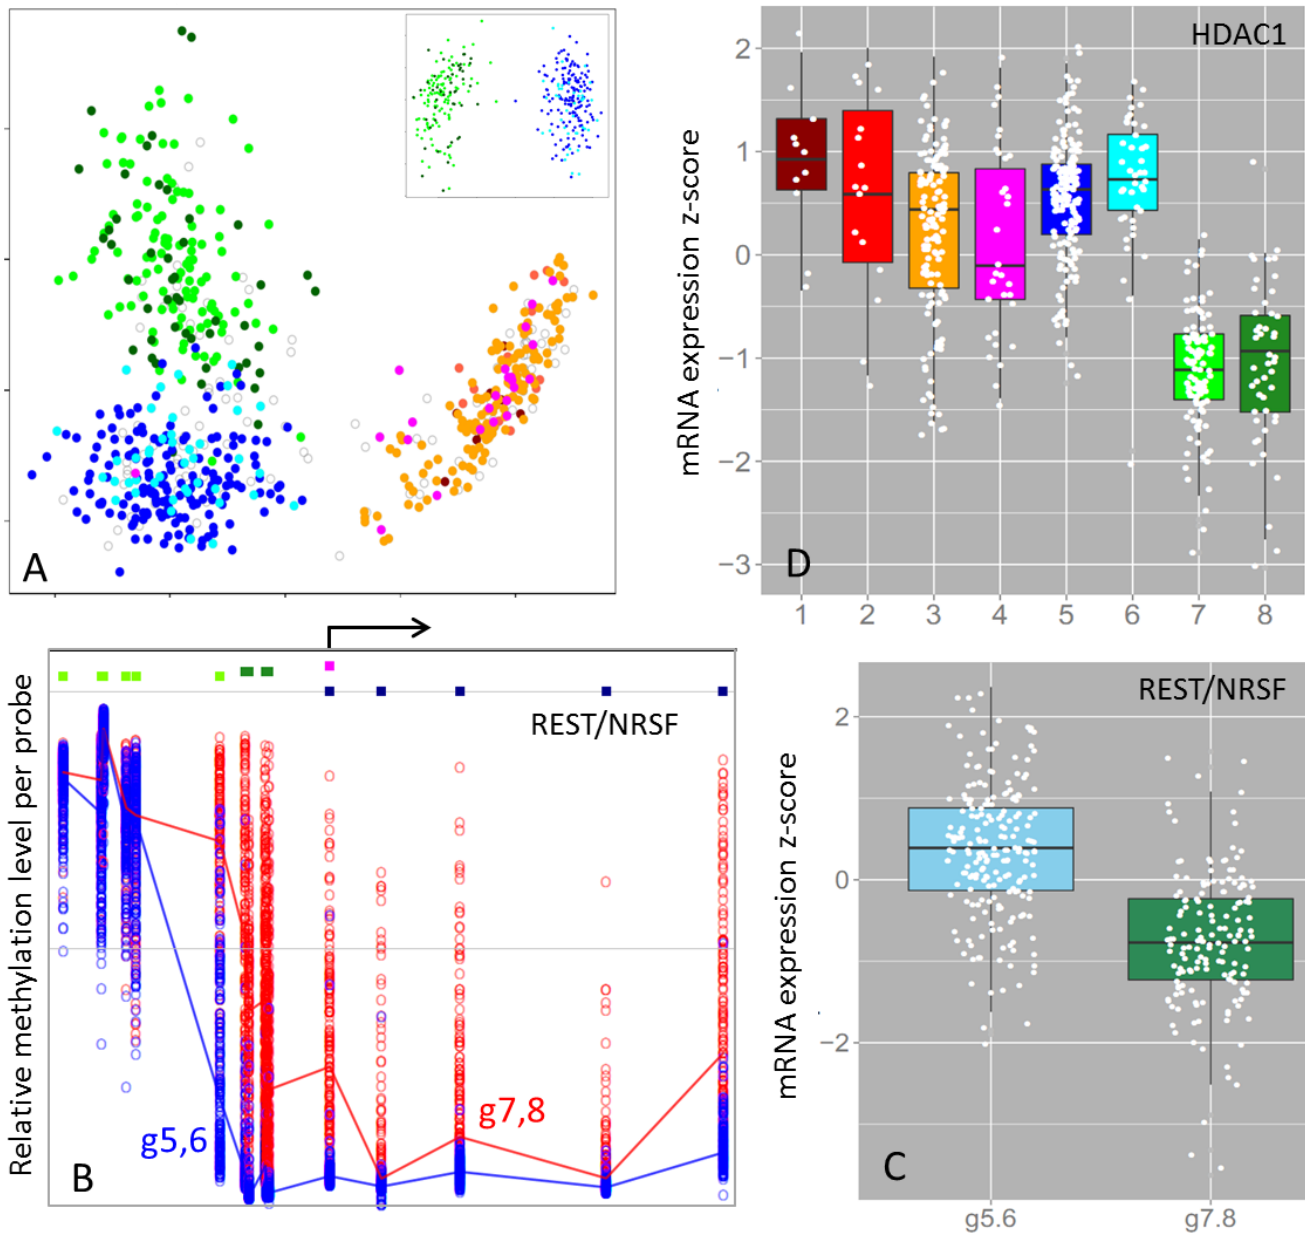 A
HDAC1
mRNA expression z-score
2
1
0
−1
−2
−3
D
1 2 3 4 5 6 7 8
Relative methylation level per probe
REST/NRSF
g5,6
g7,8
B
REST/NRSF
mRNA expression z-score
2
0
−2
C
g5.6 g7.8